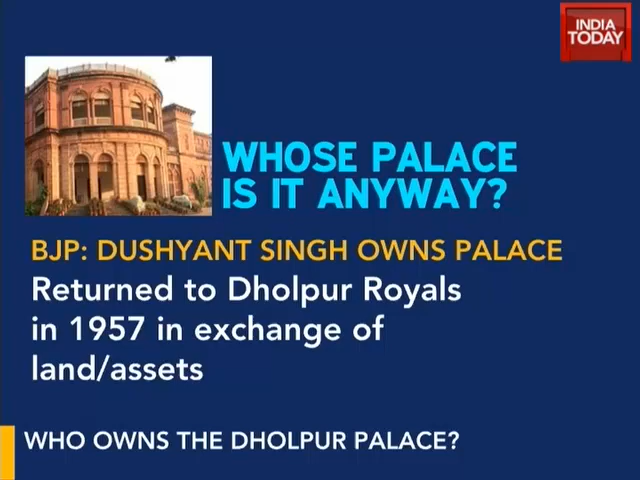 INDIA
TODAY
WHOSE PALACE
IS IT ANYWAY?
BJP: DUSHYANT SINGH OWNS PALACE
Returned to Dholpur Royals
in 1957 in exchange of
land/assets
WHO OWNS THE DHOLPUR PALACE?